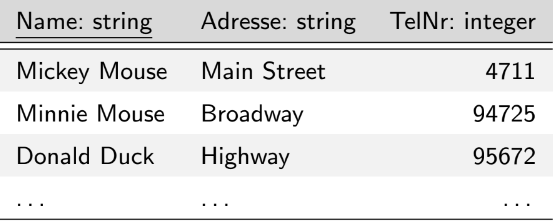 Name: string Adresse: string TelNr: integer
Mickey Mouse Main Street 4711
Minnie Mouse Broadway 94725
Donald Duck Highway 95672
... ... ...